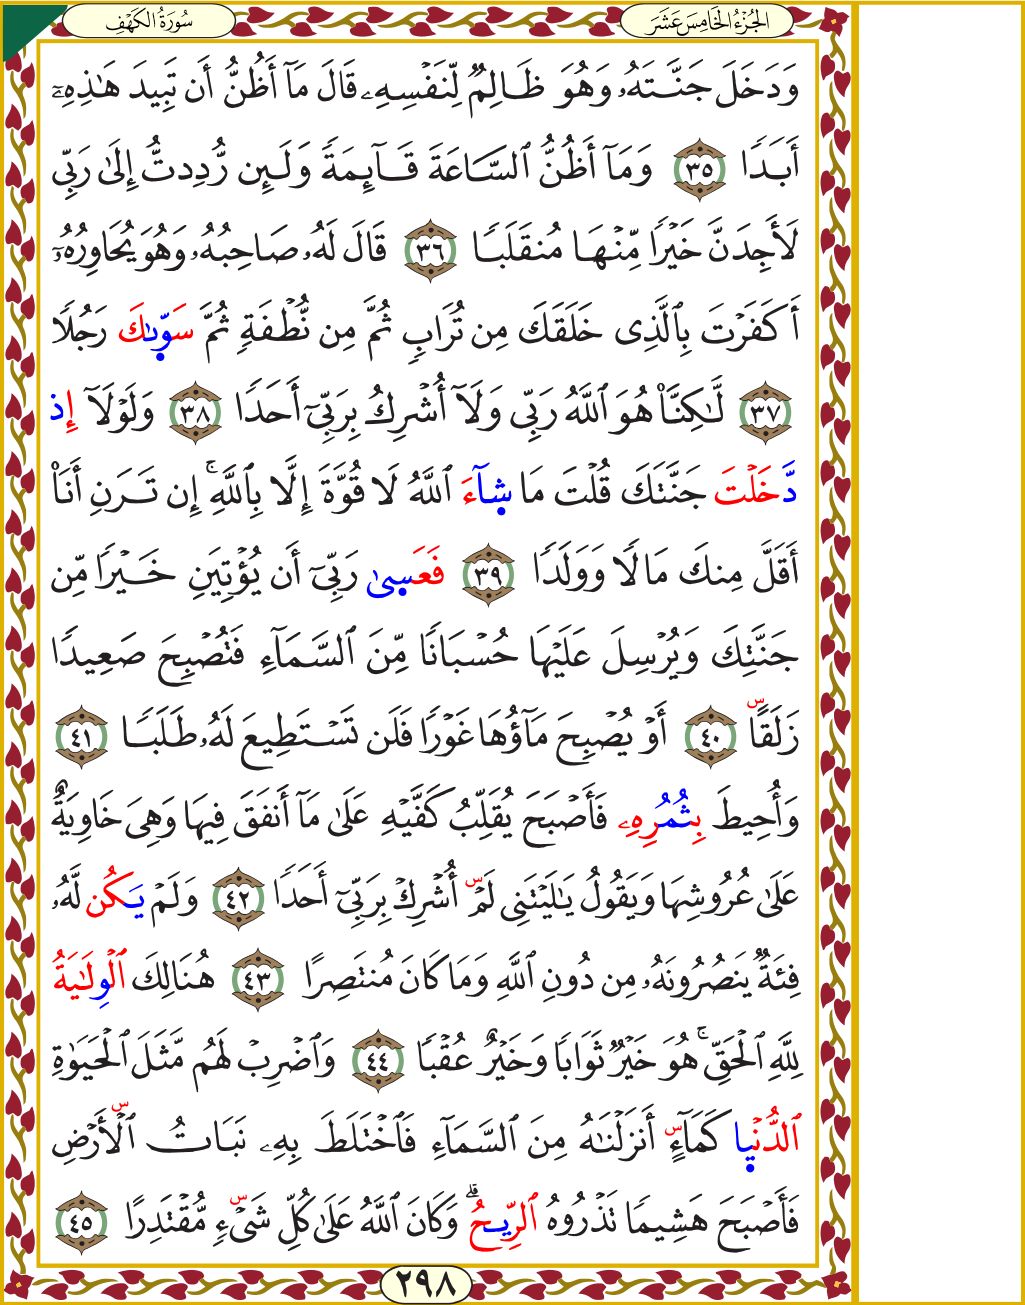 الجُزْءُ الخَامِسَ عَشَرَ
سُورَةُ الكَهْفِ
وَدَخَلَ جَنَّتَهُۥ وَهُوَ ظَالِمٌۭ لِّنَفْسِهِۦ قَالَ مَآ أَظُنُّ أَن تَبِيدَ هَٰذِهِۦٓ
أَبَدًۭا ٣٥ وَمَآ أَظُنُّ ٱلسَّاعَةَ قَآئِمَةًۭ وَلَئِن رُّدِدتُّ إِلَىٰ رَبِّى
لَأَجِدَنَّ خَيْرًۭا مِّنْهَا مُنقَلَبًۭا ٣٦ قَالَ لَهُۥ صَاحِبُهُۥ وَهُوَ يُحَاوِرُهُۥٓ
أَكَفَرْتَ بِٱلَّذِى خَلَقَكَ مِن تُرَابٍۢ ثُمَّ مِن نُّطْفَةٍۢ ثُمَّ سَوّىٰكَ رَجُلًۭا
٣٧ لَّٰكِنَّا۠ هُوَ ٱللَّهُ رَبِّى وَلَآ أُشْرِكُ بِرَبِّىٓ أَحَدًۭا ٣٨ وَلَوْلَآ إِذ
دَّخَلْتَ جَنَّتَكَ قُلْتَ مَا شَآءَ ٱللَّهُ لَا قُوَّةَ إِلَّا بِٱللَّهِ ۚ إِن تَرَنِ أَنَا۠
أَقَلَّ مِنكَ مَالًۭا وَوَلَدًۭا ٣٩ فَعَسىٰ رَبِّىٓ أَن يُؤْتِيَنِ خَيْرًۭا مِّن
جَنَّتِكَ وَيُرْسِلَ عَلَيْهَا حُسْبَانًۭا مِّنَ ٱلسَّمَآءِ فَتُصْبِحَ صَعِيدًۭا
زَلَقًا ٤٠ أَوْ يُصْبِحَ مَآؤُهَا غَوْرًۭا فَلَن تَسْتَطِيعَ لَهُۥ طَلَبًۭا ٤١
وَأُحِيطَ بِثُمُرِهِۦ فَأَصْبَحَ يُقَلِّبُ كَفَّيْهِ عَلَىٰ مَآ أَنفَقَ فِيهَا وَهِىَ خَاوِيَةٌ
عَلَىٰ عُرُوشِهَا وَيَقُولُ يَٰلَيْتَنِى لَمْ أُشْرِكْ بِرَبِّىٓ أَحَدًۭا ٤٢ وَلَمْ يَكُن لَّهُۥ
فِئَةٌۭ يَنصُرُونَهُۥ مِن دُونِ ٱللَّهِ وَمَا كَانَ مُنتَصِرًا ٤٣ هُنَالِكَ ٱلْوِلَٰيَةُ
لِلَّهِ ٱلْحَقِّ ۚ هُوَ خَيْرٌۭ ثَوَابًۭا وَخَيْرٌ عُقْبًۭا ٤٤ وَٱضْرِبْ لَهُم مَّثَلَ ٱلْحَيَوٰةِ
ٱلدُّنْيا كَمَآءٍ أَنزَلْنَٰهُ مِنَ ٱلسَّمَآءِ فَٱخْتَلَطَ بِهِۦ نَبَاتُ ٱلْأَرْضِ
فَأَصْبَحَ هَشِيمًۭا تَذْرُوهُ ٱلرِّيحُ ۗ وَكَانَ ٱللَّهُ عَلَىٰ كُلِّ شَىْءٍۢ مُّقْتَدِرًا ٤٥
٢٩٨